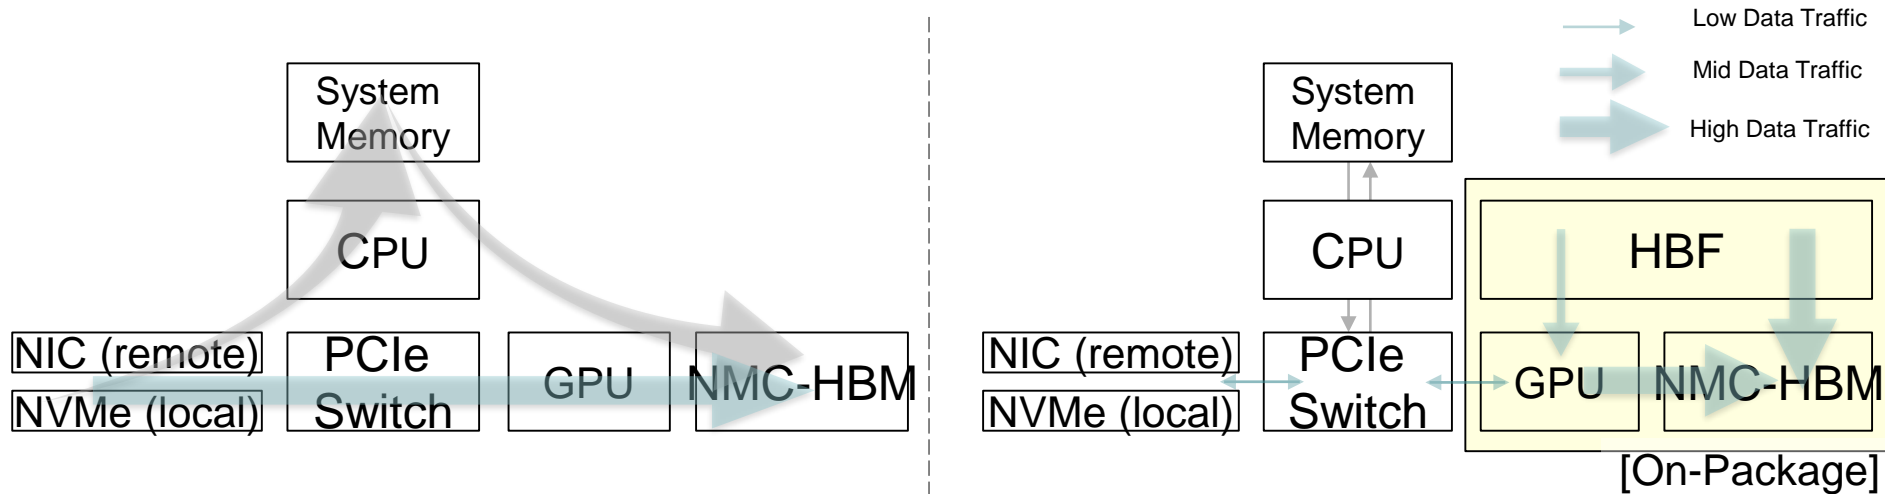 System
Memory
CPU
NIC (remote)
NVMe (local)
PCIe
Switch
GPU
NMC-HBM
Low Data Traffic
Mid Data Traffic
High Data Traffic
System
Memory
CPU
HBF
NIC (remote)
NVMe (local)
PCIe
Switch
GPU
NMC-HBM
[On-Package]